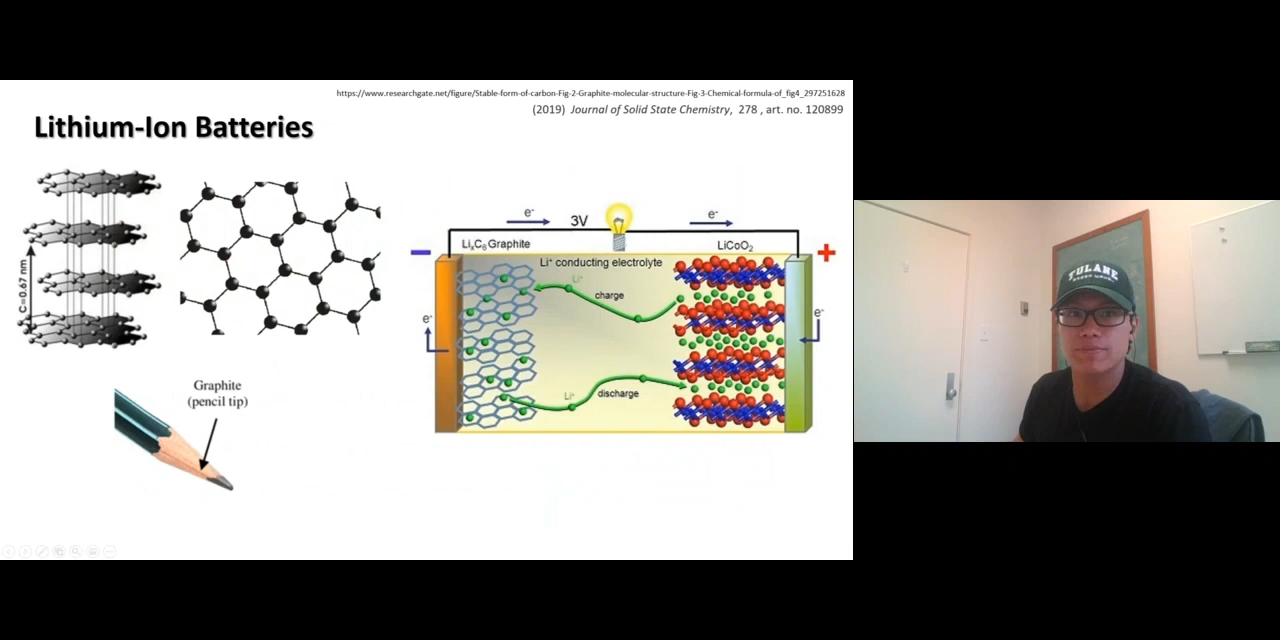 https://www.researchgate.net/figure/Stable-form-of-carbon-Fig-2-Graphite-molecular-structure-Fig-3-Chemical-formula-of_fig4_297251628
(2019) Journal of Solid State Chemistry, 278 , art. no. 120899
Lithium-Ion Batteries
C=0.67 nm
Graphite
(pencil tip)
e-
3V
e-
LixC6 Graphite
LiCoO2
−
+
Li+ conducting electrolyte
Li+
charge
e-
e-
Li+
discharge
TULANE